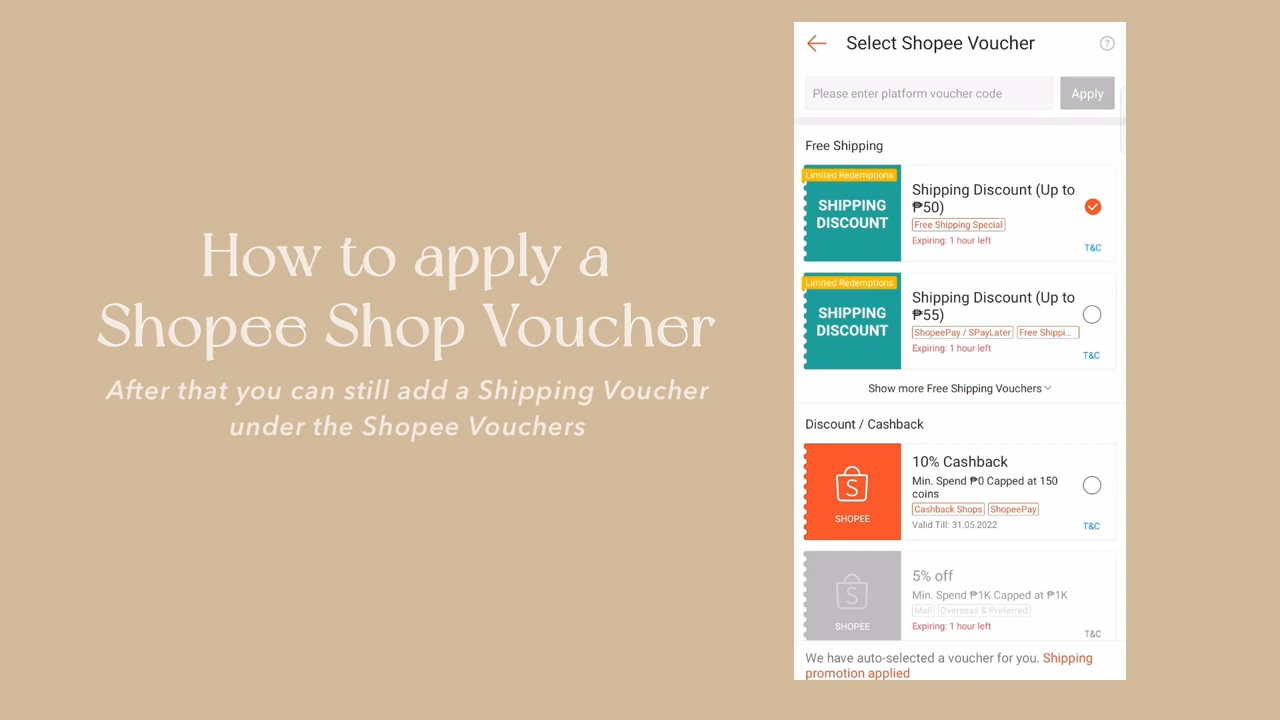 How to apply a
Shopee Shop Voucher
After that you can still add a Shipping Voucher
under the Shopee Vouchers
Select Shopee Voucher
?
Please enter platform voucher code
Apply
Free Shipping
Limited Redemptions
SHIPPING
DISCOUNT
Shipping Discount (Up to
₱50)
Free Shipping Special
Expiring: 1 hour left
T&C
Limited Redemptions
SHIPPING
DISCOUNT
Shipping Discount (Up to
₱55)
ShopeePay / SPayLater Free Shippi...
Expiring: 1 hour left
T&C
Show more Free Shipping Vouchers
Discount / Cashback
S
SHOPEE
10% Cashback
Min. Spend ₱0 Capped at 150
coins
Cashback Shops ShopeePay
Valid Till: 31.05.2022
T&C
S
SHOPEE
5% off
Min. Spend ₱1K Capped at ₱1K
Mall Overseas & Preferred
Expiring: 1 hour left
T&C
We have auto-selected a voucher for you. Shipping
promotion applied